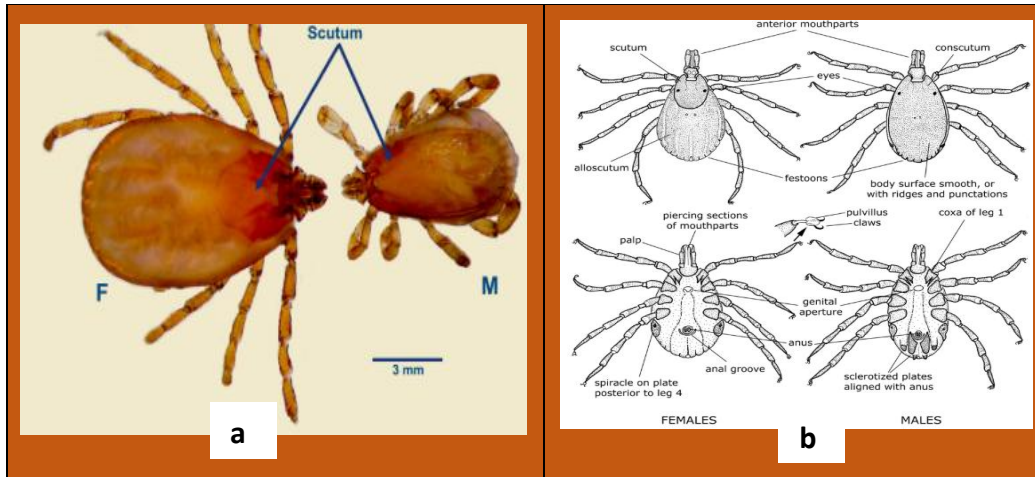 Scutum
F
M
3 mm
a
anterior mouthparts
scutum
conscutum
eyes
alloscutum
festoons
body surface smooth, or
with ridges and punctations
piercing sections
of mouthparts
pulvillus
claws
coxa of leg 1
palp
genital
aperture
anus
anal groove
spiracle on plate
posterior to leg 4
sclerotized plates
aligned with anus
FEMALES
MALES
b